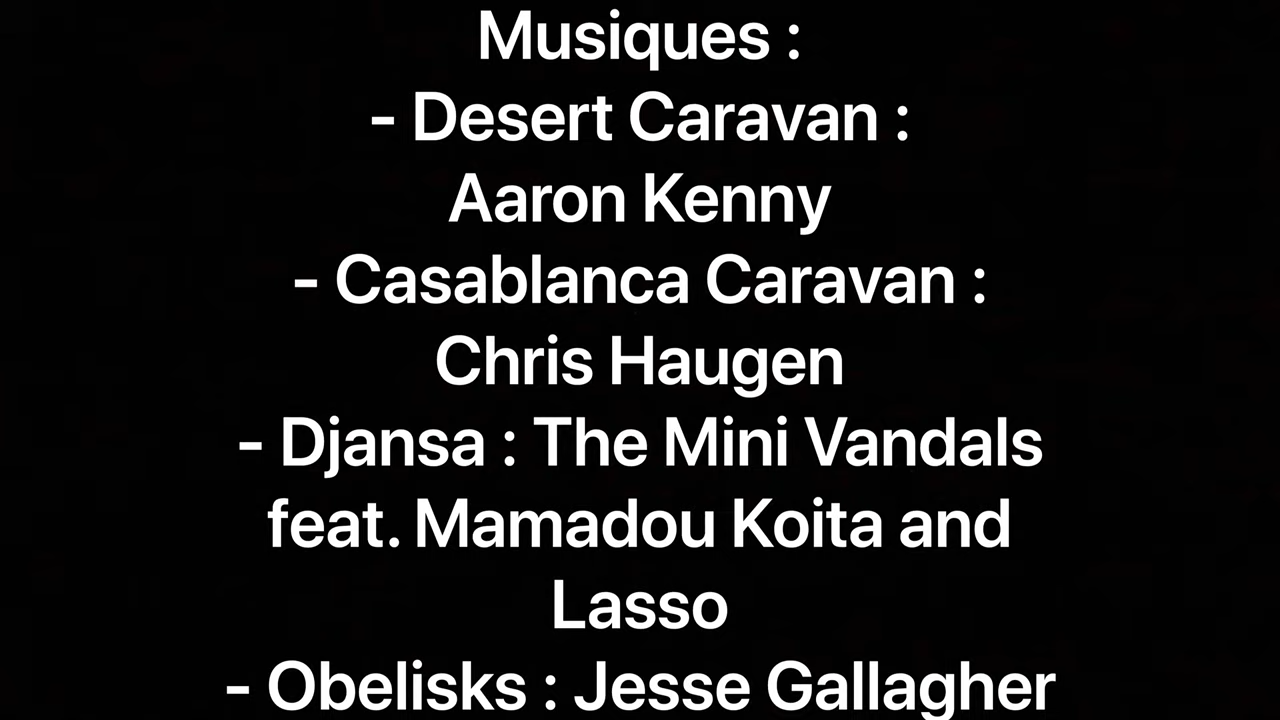 Musiques :
- Desert Caravan :
Aaron Kenny
- Casablanca Caravan :
Chris Haugen
- Djansa : The Mini Vandals
feat. Mamadou Koita and
Lasso
- Obelisks : Jesse Gallagher